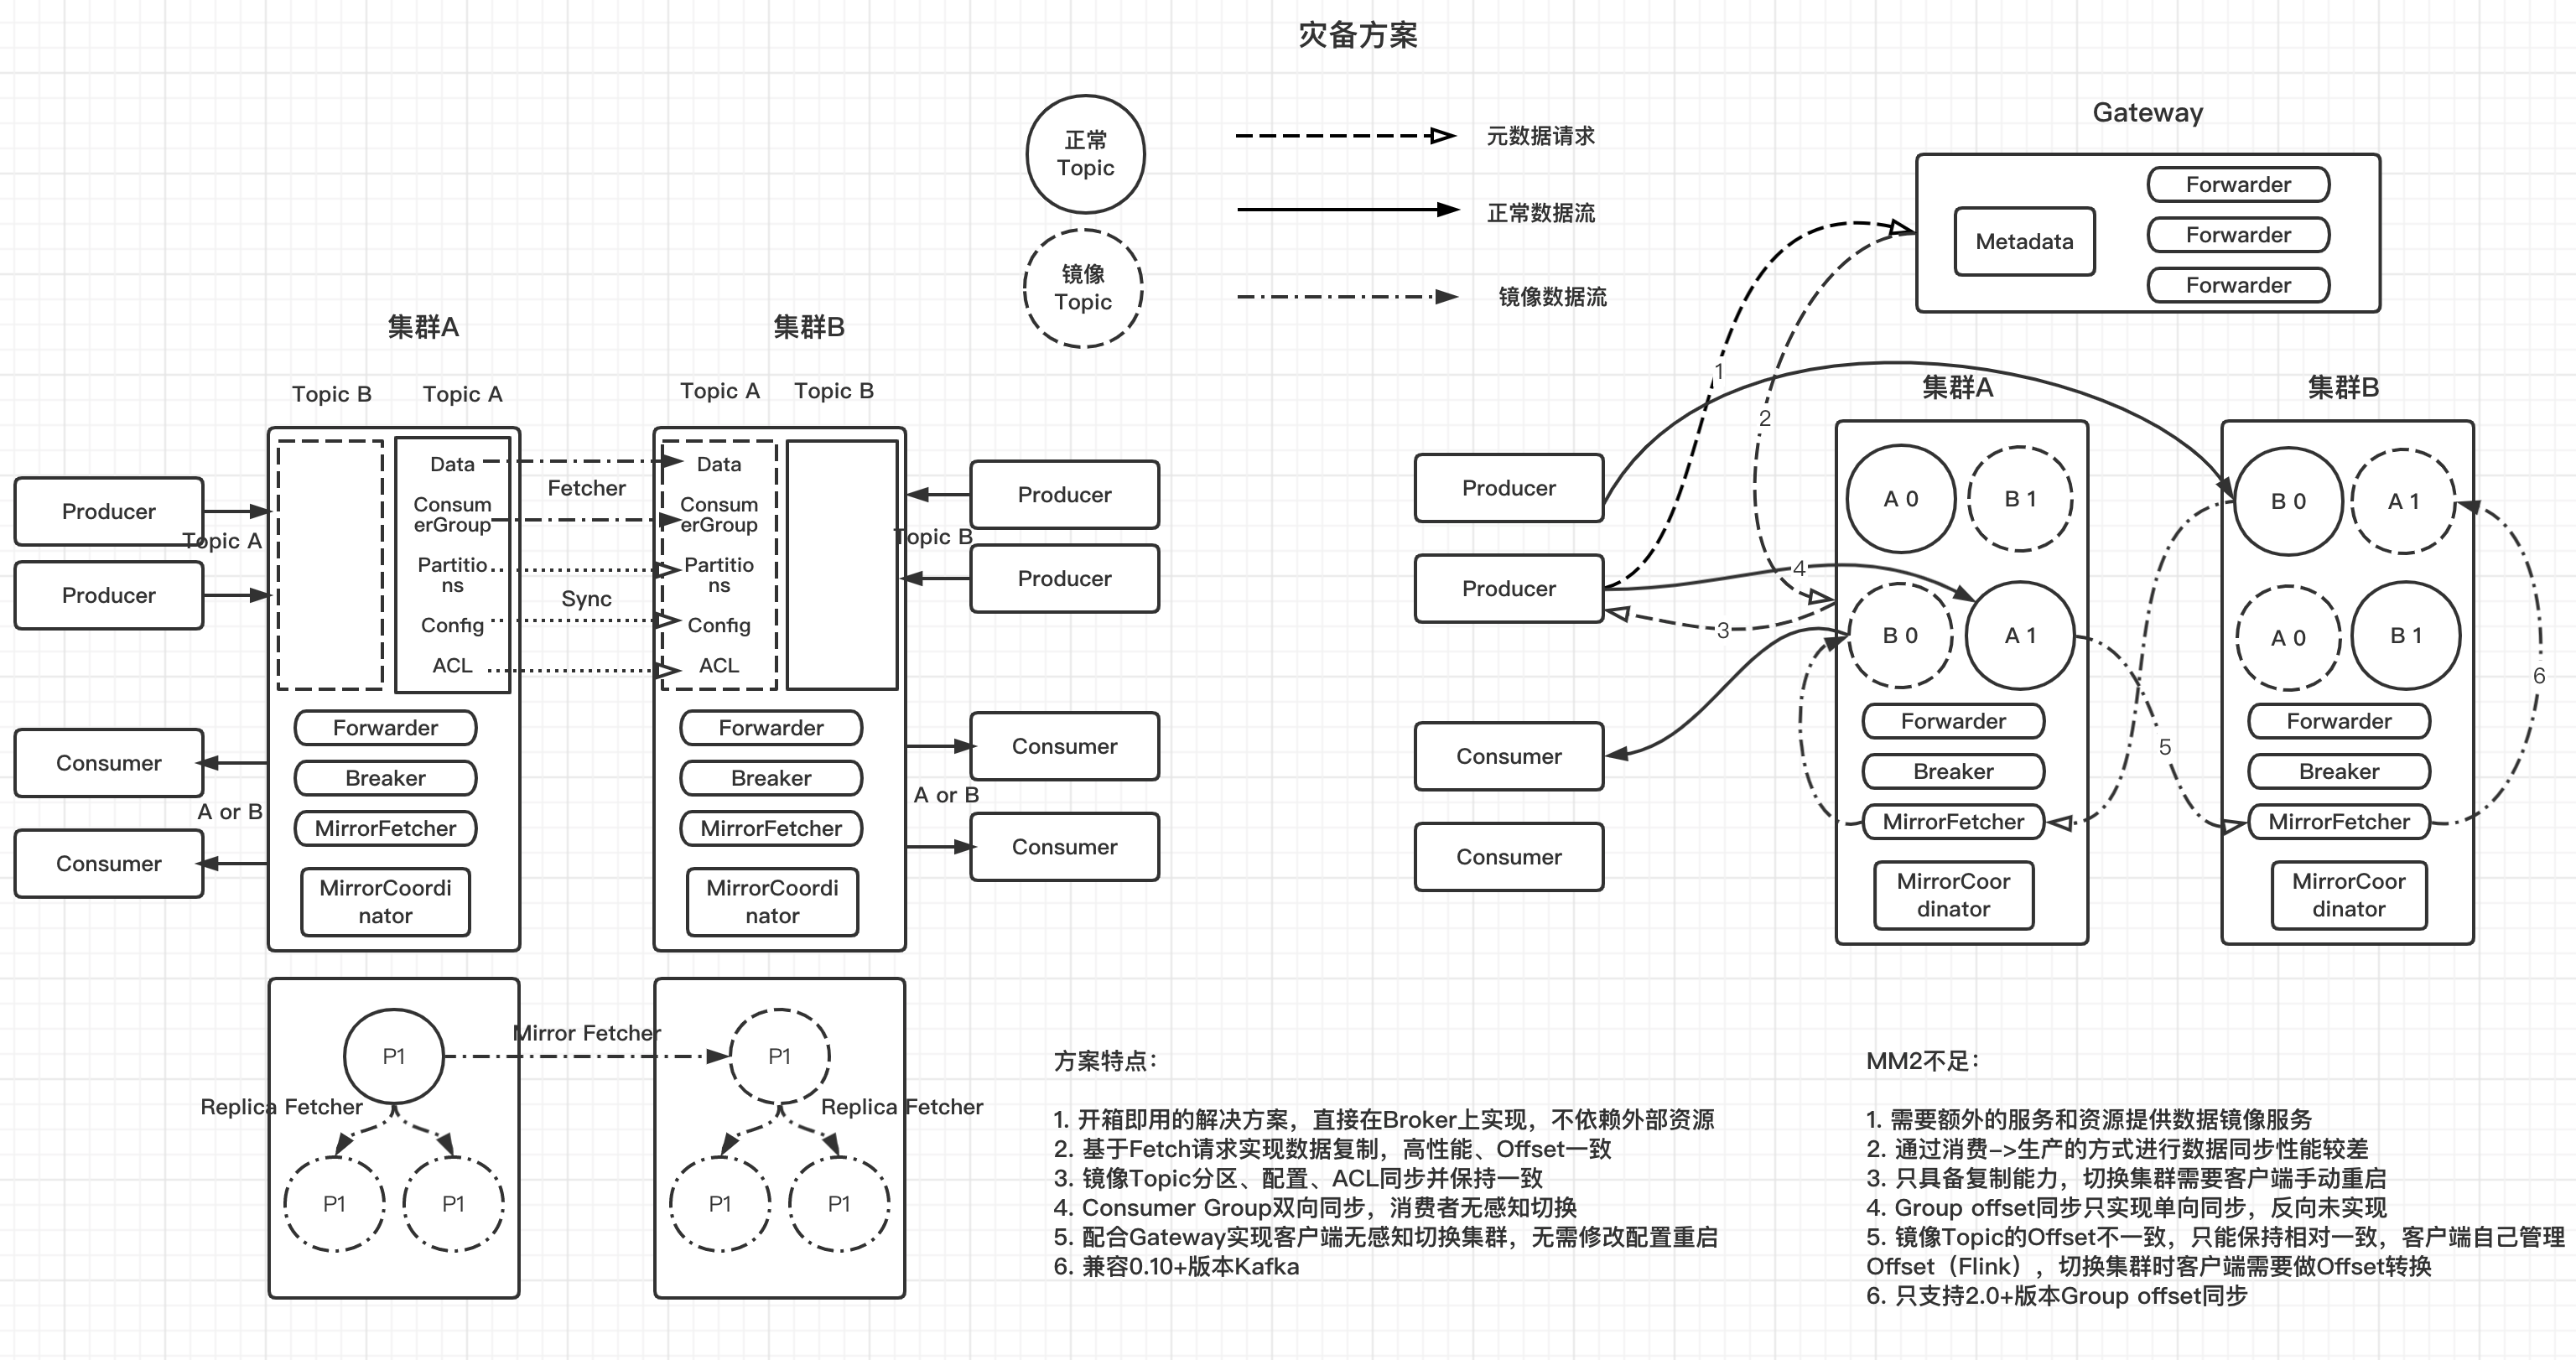 灾备方案
正常
Topic
镜像
Topic
元数据请求
正常数据流
镜像数据流
Gateway
Metadata
Forwarder
Forwarder
Forwarder
集群A
集群B
Topic B
Topic A
Topic A
Topic B
Producer
Topic A
Producer
Consumer
A or B
Consumer
Data
Consum
erGroup
Partitio
ns
Config
ACL
Fetcher
Sync
Data
Consum
erGroup
Partitio
ns
Config
ACL
Forwarder
Breaker
MirrorFetcher
MirrorCoordi
nator
Forwarder
Breaker
MirrorFetcher
MirrorCoordi
nator
Producer
Topic B
Producer
Consumer
A or B
Consumer
P1
Mirror Fetcher
P1
Replica Fetcher
Replica Fetcher
P1
P1
P1
P1
Producer
Producer
Consumer
Consumer
1
2
3
4
5
6
集群A
A 0
B 1
B 0
A 1
Forwarder
Breaker
MirrorFetcher
MirrorCoor
dinator
集群B
B 0
A 1
A 0
B 1
Forwarder
Breaker
MirrorFetcher
MirrorCoor
dinator
方案特点：
1. 开箱即用的解决方案，直接在Broker上实现，不依赖外部资源
2. 基于Fetch请求实现数据复制，高性能、Offset一致
3. 镜像Topic分区、配置、ACL同步并保持一致
4. Consumer Group双向同步，消费者无感知切换
5. 配合Gateway实现客户端无感知切换集群，无需修改配置重启
6. 兼容0.10+版本Kafka
MM2不足：
1. 需要额外的服务和资源提供数据镜像服务
2. 通过消费->生产的方式进行数据同步性能较差
3. 只具备复制能力，切换集群需要客户端手动重启
4. Group offset同步只实现单向同步，反向未实现
5. 镜像Topic的Offset不一致，只能保持相对一致，客户端自己管理
Offset（Flink），切换集群时客户端需要做Offset转换
6. 只支持2.0+版本Group offset同步